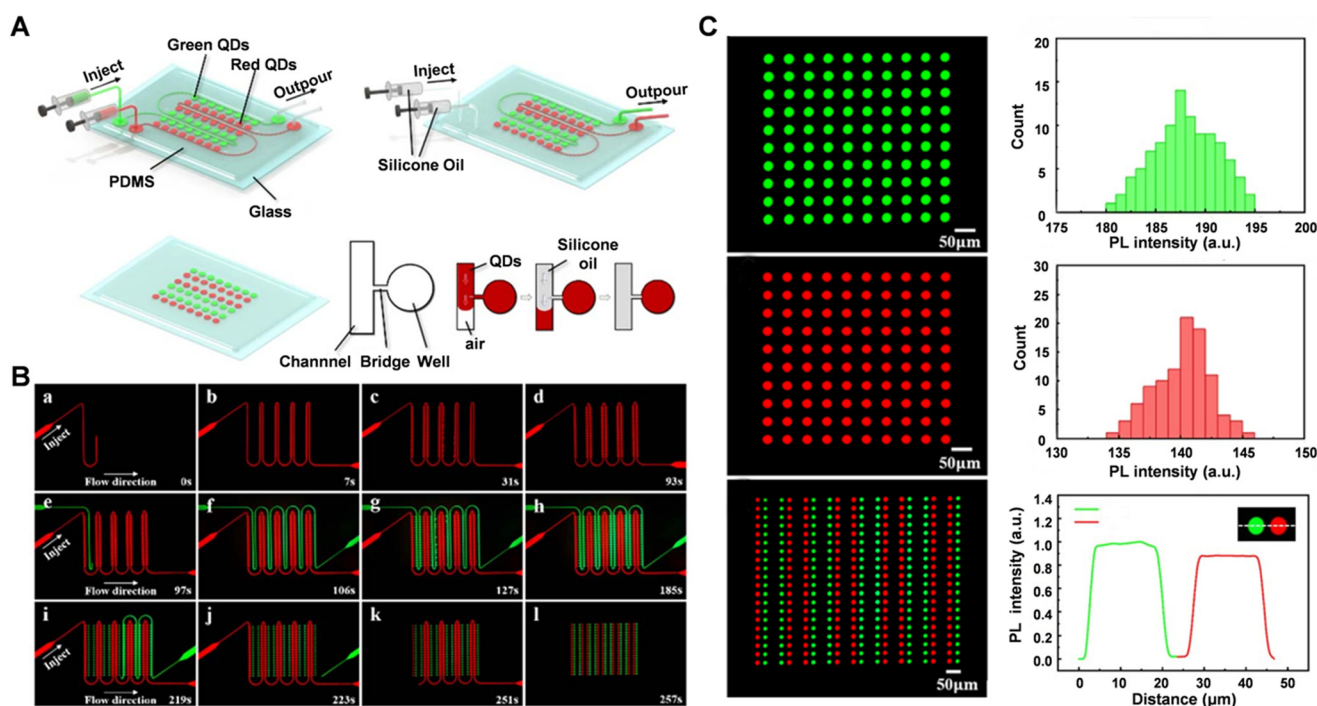 A
Green QDs
Red QDs
Inject
Outpour
PDMS
Glass
Inject
Outpour
Silicone Oil
Channnel Bridge Well
QDs
Silicone
oil
air
B
a
Inject
Flow direction
0s
b
7s
c
31s
d
93s
e
Inject
Flow direction
97s
f
106s
g
127s
h
185s
i
Inject
Flow direction
219s
j
223s
k
251s
l
257s
C
50μm
50μm
50μm
20
15
10
5
0
Count
175 180 185 190 195 200
PL intensity (a.u.)
30
25
20
15
10
5
0
Count
130 135 140 145 150
PL intensity (a.u.)
1.4
1.2
1.0
0.8
0.6
0.4
0.2
0.0
PL intensity (a.u.)
0 10 20 30 40 50
Distance (μm)